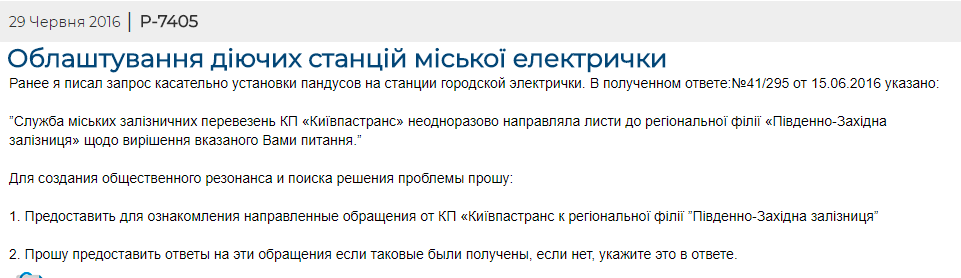 29 Червня 2016 | Р-7405
Облаштування діючих станцій міської електрички
Ранее я писал запрос касательно установки пандусов на станции городской электрички. В полученном ответе:№41/295 от 15.06.2016 указано:
"Служба міських залізничних перевезень КП «Київпастранс» неодноразово направляла листи до регіональної філії «Південно-Західна
залізниця» щодо вирішення вказаного Вами питання."
Для создания общественного резонанса и поиска решения проблемы прошу:
1. Предоставить для ознакомления направленные обращения от КП «Київпастранс к регіональної філії "Південно-Західна залізниця"
2. Прошу предоставить ответы на эти обращения если таковые были получены, если нет, укажите это в ответе.